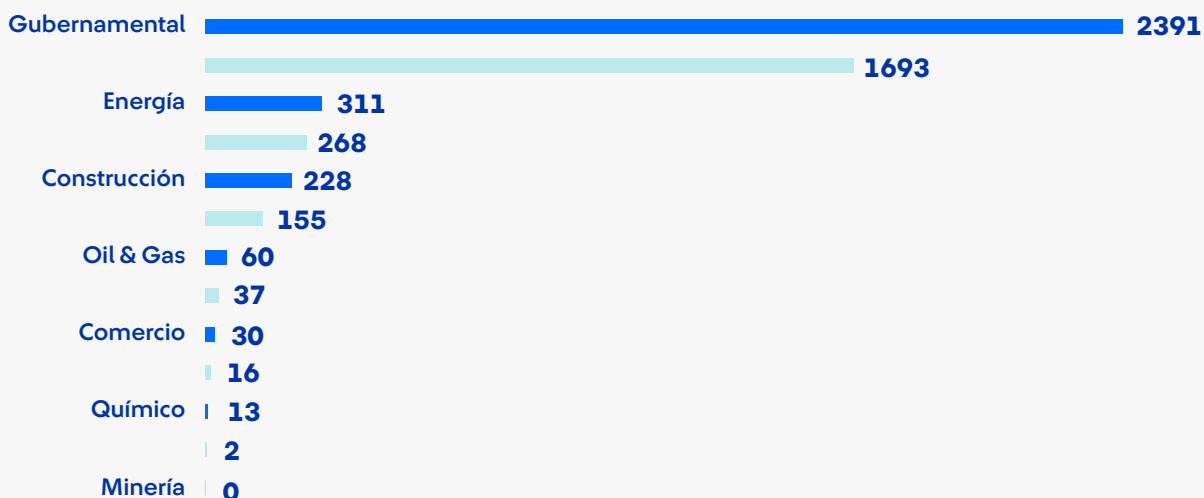 Gubernamental 2391
1693
Energía 311
268
Construcción 228
155
Oil & Gas 60
37
Comercio 30
16
Químico 13
2
Minería 0